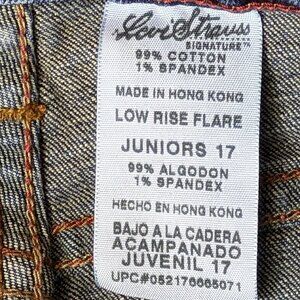 Levi Strauss
SIGNATURE™
99% COTTON
1% SPANDEX
MADE IN HONG KONG
LOW RISE FLARE
JUNIORS 17
99% ALGODON
1% SPANDEX
HECHO EN HONG KONG
BAJO A LA CADERA
ACAMPANADO
JUVENIL 17
UPC#052176665071